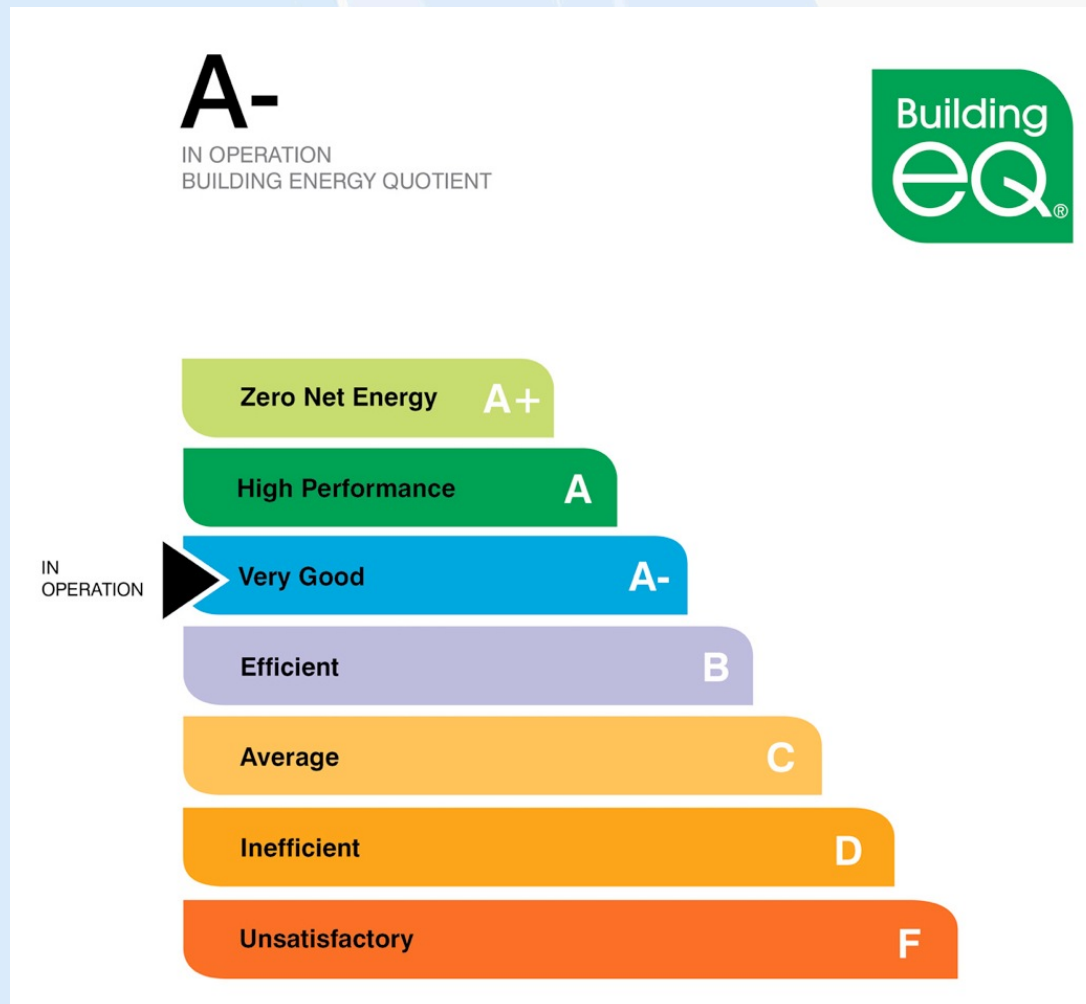 A-
IN OPERATION
BUILDING ENERGY QUOTIENT
Building
eQ®
Zero Net Energy A+
High Performance A
IN
OPERATION
Very Good A-
Efficient B
Average C
Inefficient D
Unsatisfactory F